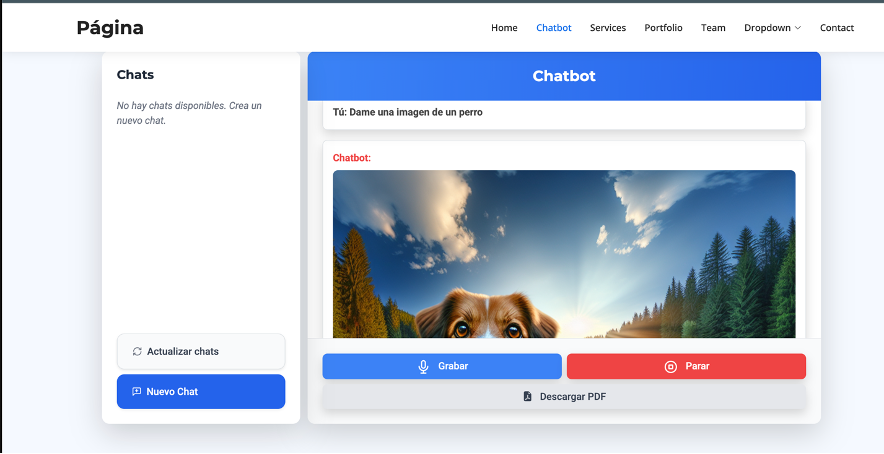 Página
Home Chatbot Services Portfolio Team Dropdown Contact
Chats
No hay chats disponibles. Crea un
nuevo chat.
Actualizar chats
Nuevo Chat
Chatbot
Tú: Dame una imagen de un perro
Chatbot:
Grabar
Parar
Descargar PDF